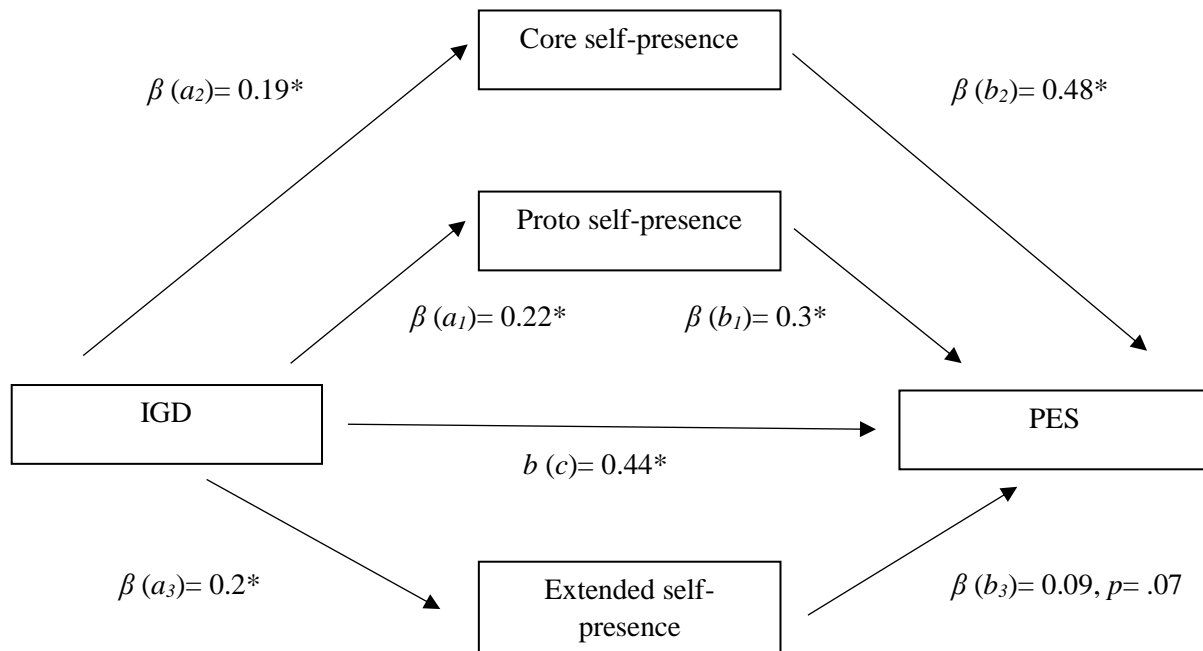 Core self-presence
β (a2)= 0.19*
β (b2)= 0.48*
Proto self-presence
β (a1)= 0.22*
β (b1)= 0.3*
IGD
PES
b (c)= 0.44*
β (a3)= 0.2*
Extended self-
presence
β (b3)= 0.09, p= .07